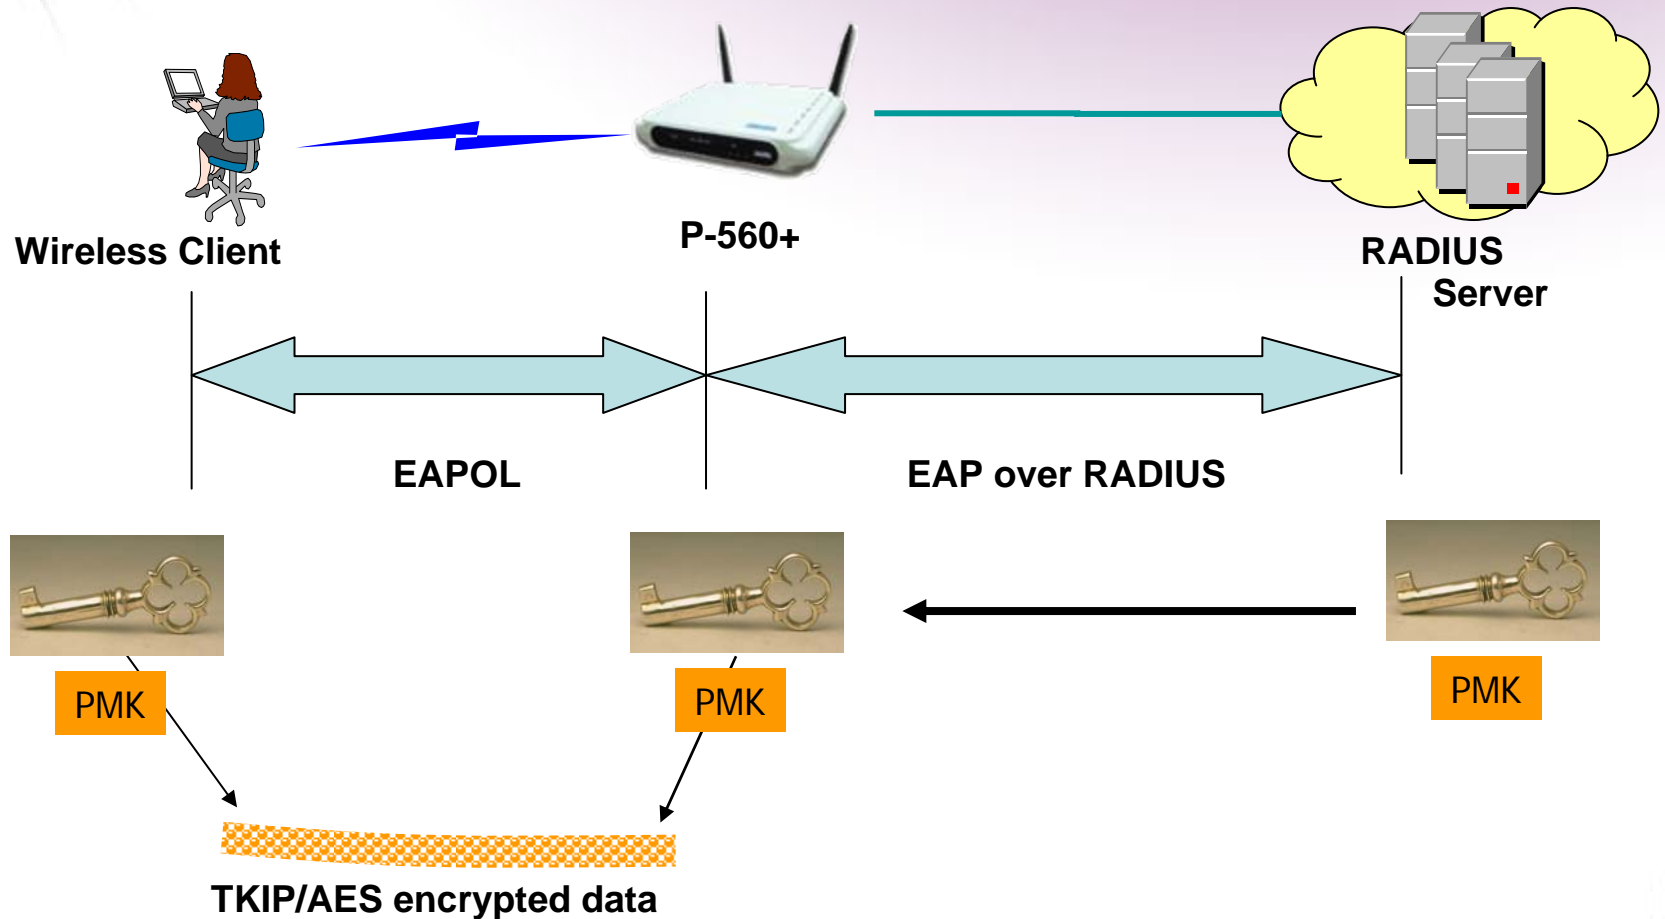 Wireless Client
P-560+
RADIUS
Server
EAPOL
EAP over RADIUS
PMK
PMK
PMK
TKIP/AES encrypted data